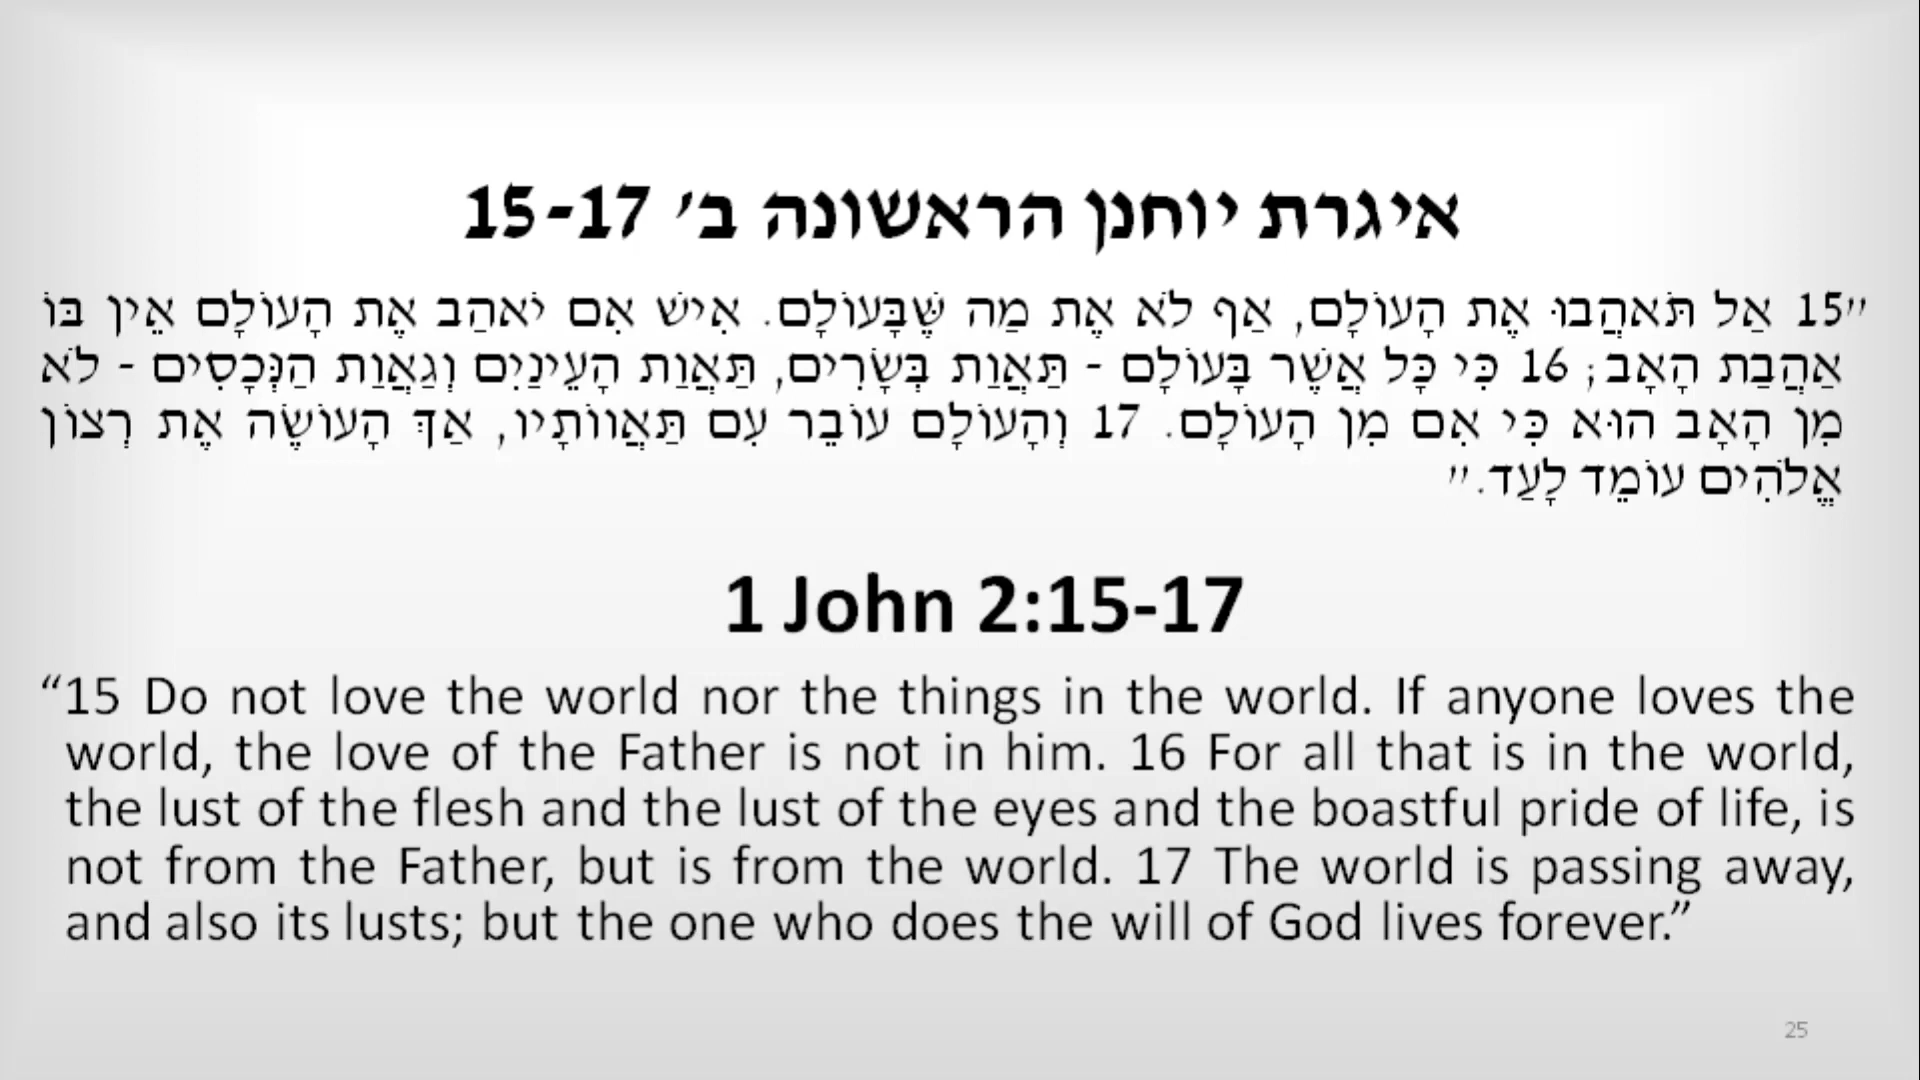 איגרת יוחנן הראשונה ב׳ 15-17
״15 אַל תֹּאהֲבוּ אֶת הָעוֹלָם, אַף לֹא אֶת מַה שֶּׁבָּעוֹלָם. אִישׁ אִם יֹאהַב אֶת הָעוֹלָם אֵין בּוֹ
אַהֲבַת הָאָב; 16 כִּי כָּל אֲשֶׁר בָּעוֹלָם - תַּאֲוַת בְּשָׂרִים, תַּאֲוַת הָעֵינַיִם וְגַאֲוַת הַנְּכָסִים - לֹא
מִן הָאָב הוּא כִּי אִם מִן הָעוֹלָם. 17 וְהָעוֹלָם עוֹבֵר עִם תַּאֲווֹתָיו, אַךְ הָעוֹשֶׂה אֶת רְצוֹן
אֱלֹהִים עוֹמֵד לָעַד.״
1 John 2:15-17
“15 Do not love the world nor the things in the world. If anyone loves the
world, the love of the Father is not in him. 16 For all that is in the world,
the lust of the flesh and the lust of the eyes and the boastful pride of life, is
not from the Father, but is from the world. 17 The world is passing away,
and also its lusts; but the one who does the will of God lives forever.”
25